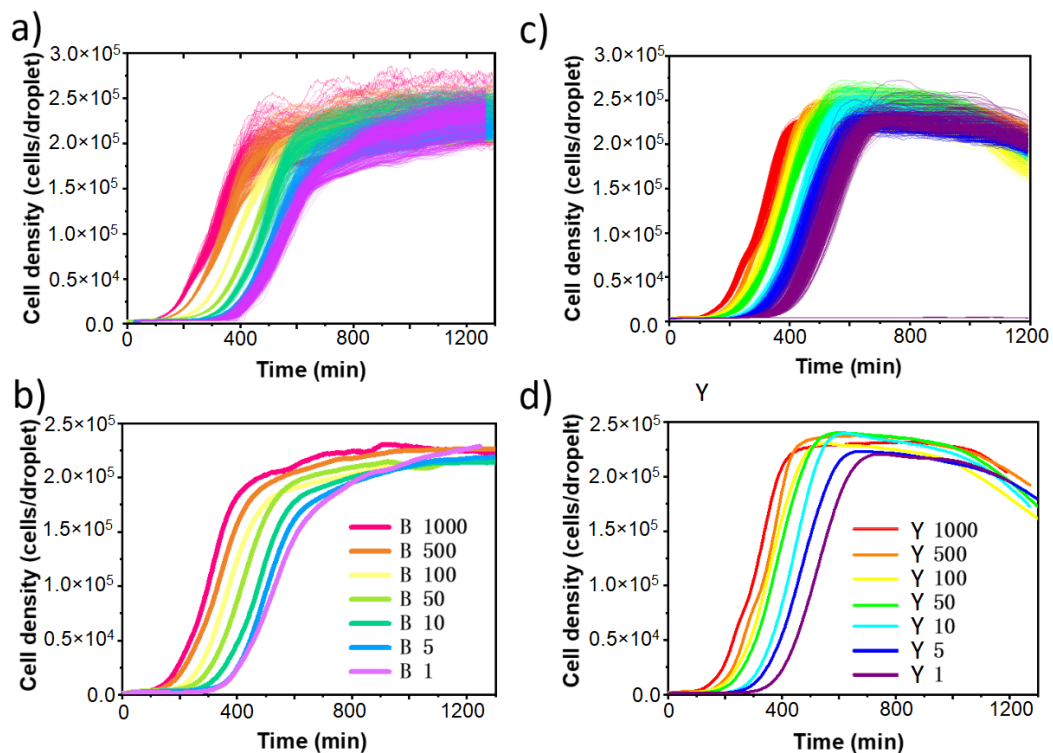 a)
Cell density (cells/droplet)
3.0×10⁵
2.5×10⁵
2.0×10⁵
1.5×10⁵
1.0×10⁵
5.0×10⁴
0.0
0 400 800 1200
Time (min)
c)
Cell density (cells/droplet)
3.0×10⁵
2.5×10⁵
2.0×10⁵
1.5×10⁵
1.0×10⁵
5.0×10⁴
0.0
0 400 800 1200
Time (min)
Y
b)
Cell density (cells/droplet)
2.5×10⁵
2.0×10⁵
1.5×10⁵
1.0×10⁵
5.0×10⁴
0.0
B 1000
B 500
B 100
B 50
B 10
B 5
B 1
0 400 800 1200
Time (min)
d)
Cell density (cells/dropelt)
2.5×10⁵
2.0×10⁵
1.5×10⁵
1.0×10⁵
5.0×10⁴
0.0
Y 1000
Y 500
Y 100
Y 50
Y 10
Y 5
Y 1
0 400 800 1200
Time (min)